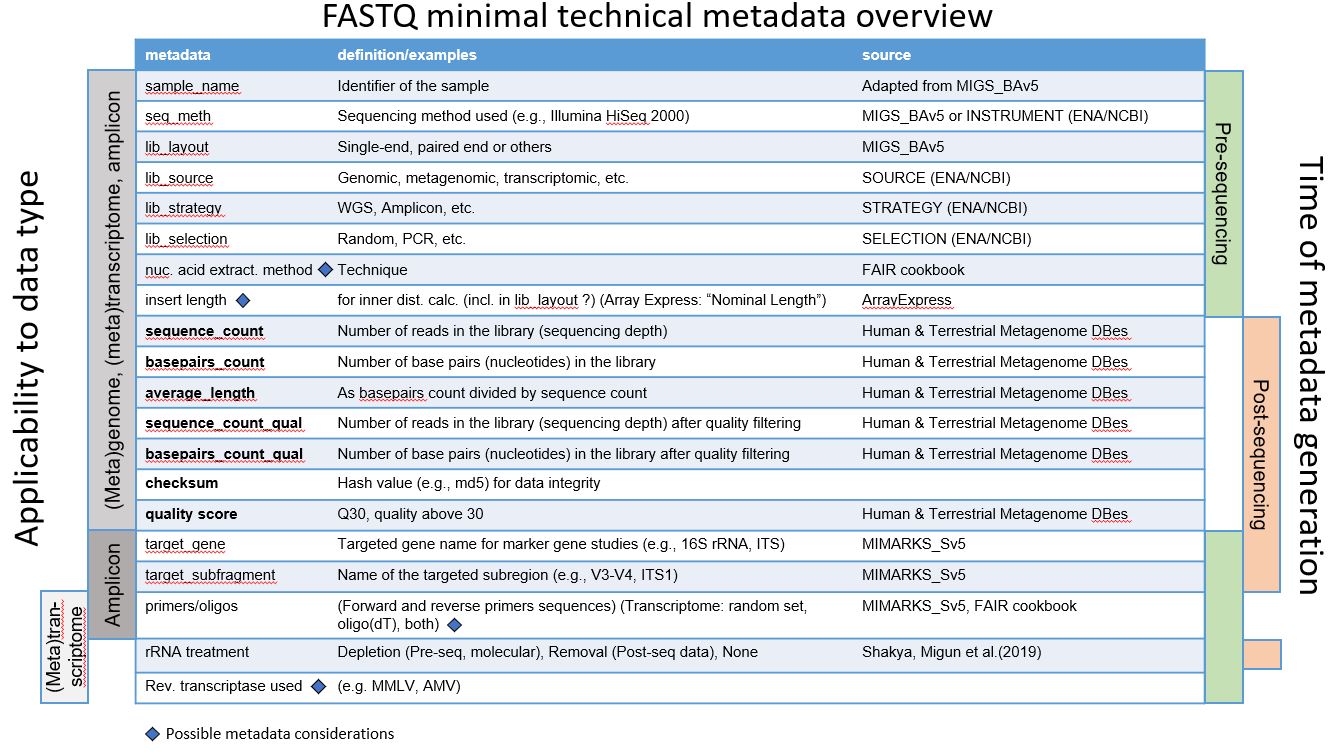 FASTQ minimal technical metadata overview
metadata definition/examples source
sample_name Identifier of the sample Adapted from MIGS_BAv5
seq_meth Sequencing method used (e.g., Illumina HiSeq 2000) MIGS_BAv5 or INSTRUMENT (ENA/NCBI)
lib_layout Single-end, paired end or others MIGS_BAv5
lib_source Genomic, metagenomic, transcriptomic, etc. SOURCE (ENA/NCBI)
lib_strategy WGS, Amplicon, etc. STRATEGY (ENA/NCBI)
lib_selection Random, PCR, etc. SELECTION (ENA/NCBI)
nuc. acid extract. method Technique FAIR cookbook
insert length for inner dist. calc. (incl. in lib_layout ?) (Array Express: “Nominal Length”) ArrayExpress
sequence_count Number of reads in the library (sequencing depth) Human & Terrestrial Metagenome DBes
basepairs_count Number of base pairs (nucleotides) in the library Human & Terrestrial Metagenome DBes
average_length As basepairs count divided by sequence count Human & Terrestrial Metagenome DBes
sequence_count_qual Number of reads in the library (sequencing depth) after quality filtering Human & Terrestrial Metagenome DBes
basepairs_count_qual Number of base pairs (nucleotides) in the library after quality filtering Human & Terrestrial Metagenome DBes
checksum Hash value (e.g., md5) for data integrity
quality score Q30, quality above 30 Human & Terrestrial Metagenome DBes
target_gene Targeted gene name for marker gene studies (e.g., 16S rRNA, ITS) MIMARKS_Sv5
target_subfragment Name of the targeted subregion (e.g., V3-V4, ITS1) MIMARKS_Sv5
primers/oligos (Forward and reverse primers sequences) (Transcriptome: random set, MIMARKS_Sv5, FAIR cookbook
oligo(dT), both)
rRNA treatment Depletion (Pre-seq, molecular), Removal (Post-seq data), None Shakya, Migun et al.(2019)
Rev. transcriptase used (e.g. MMLV, AMV)
Possible metadata considerations
Applicability to data type
(Meta)genome, (meta)transcriptome, amplicon
Amplicon
(Meta)tran-
scriptome
Pre-sequencing
Post-sequencing
Time of metadata generation